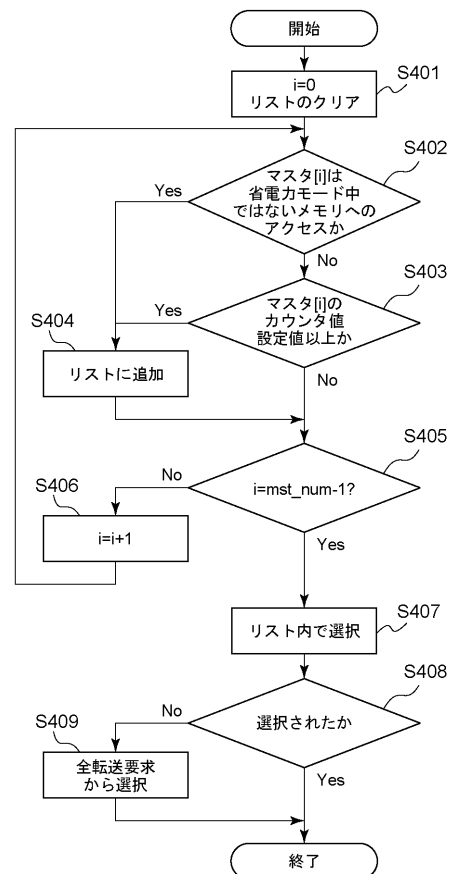 開始
S401
i=0
リストのクリア
S402
マスタ[i]は
省電力モード中
ではないメモリへの
アクセスか
Yes
No
S403
マスタ[i]の
カウンタ値
設定値以上か
Yes
No
S404
リストに追加
S405
i=mst_num-1?
No
Yes
S406
i=i+1
S407
リスト内で選択
S408
選択されたか
No
Yes
S409
全転送要求
から選択
終了